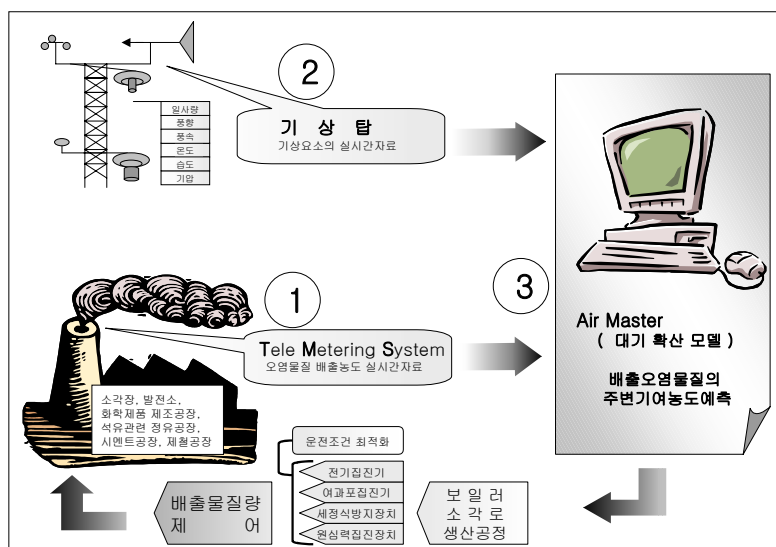 2
기 상 탑
기상요소의 실시간자료
일사량
풍향
풍속
온도
습도
기압
1
Tele Metering System
오염물질 배출농도 실시간자료
3
Air Master
( 대기 확산 모델 )
배출오염물질의
주변기여농도예측
소각장, 발전소,
화학제품 제조공장,
석유관련 정유공장,
시멘트공장, 제철공장
운전조건 최적화
전기집진기
여과포집진기
세정식방지장치
원심력집진장치
배출물질량
제 어
보 일 러
소 각 로
생산공정